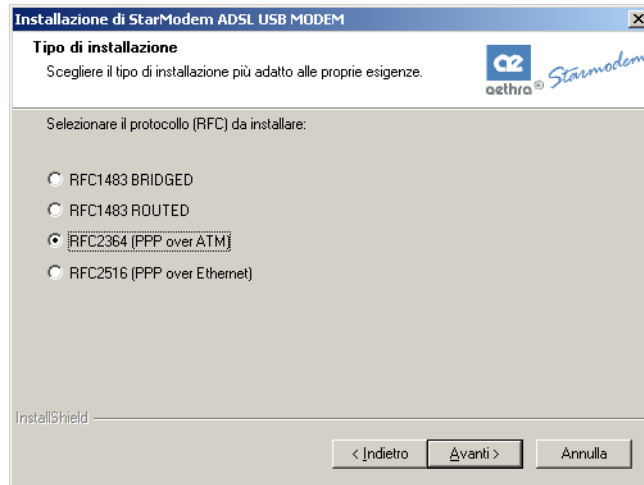 Installazione di StarModem ADSL USB MODEM
Tipo di installazione
Scegliere il tipo di installazione più adatto alle proprie esigenze.
aethra® Starmodem
Selezionare il protocollo (RFC) da installare:
RFC1483 BRIDGED
RFC1483 ROUTED
RFC2364 (PPP over ATM)
RFC2516 (PPP over Ethernet)
InstallShield
< Indietro
Avanti >
Annulla